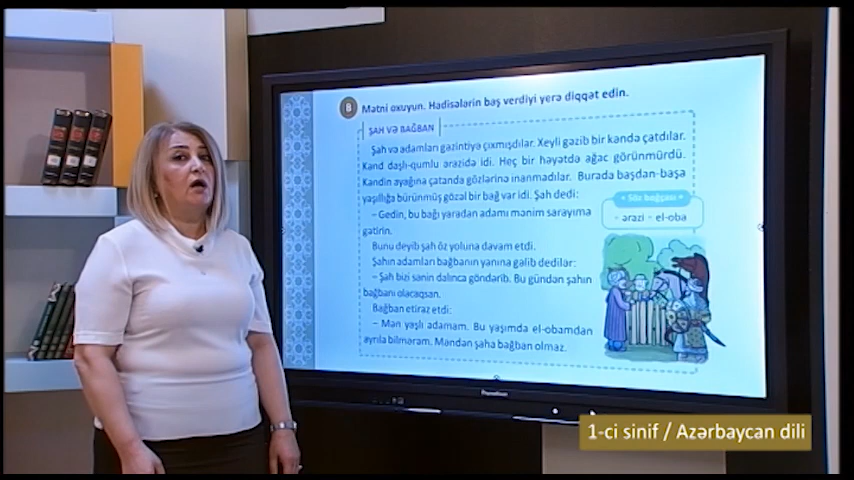 B Mətni oxuyun. Hadisələrin baş verdiyi yerə diqqət edin.
ŞAH VƏ BAĞBAN
Şah və adamları gəzintiyə çıxmışdılar. Xeyli gəzib bir kəndə çatdılar.
Kənd daşlı-qumlu ərazidə idi. Heç bir həyətdə ağac görünmürdü.
Kəndin ayağına çatanda gözlərinə inanmadılar. Burada başdan-başa
yaşıllığa bürünmüş gözəl bir bağ var idi. Şah dedi:
– Gedin, bu bağı yaradan adamı mənim sarayıma
gətirin.
Bunu deyib şah öz yoluna davam etdi.
Şahın adamları bağbanın yanına gəlib dedilər:
– Şah bizi sənin dalınca göndərib. Bu gündən şahın
bağbanı olacaqsan.
Bağban etiraz etdi:
– Mən yaşlı adamam. Bu yaşımda el-obamdan
ayrıla bilmərəm. Məndən şaha bağban olmaz.
Söz bağçası
- ərazi - el-oba
Promethean
1-ci sinif / Azərbaycan dili